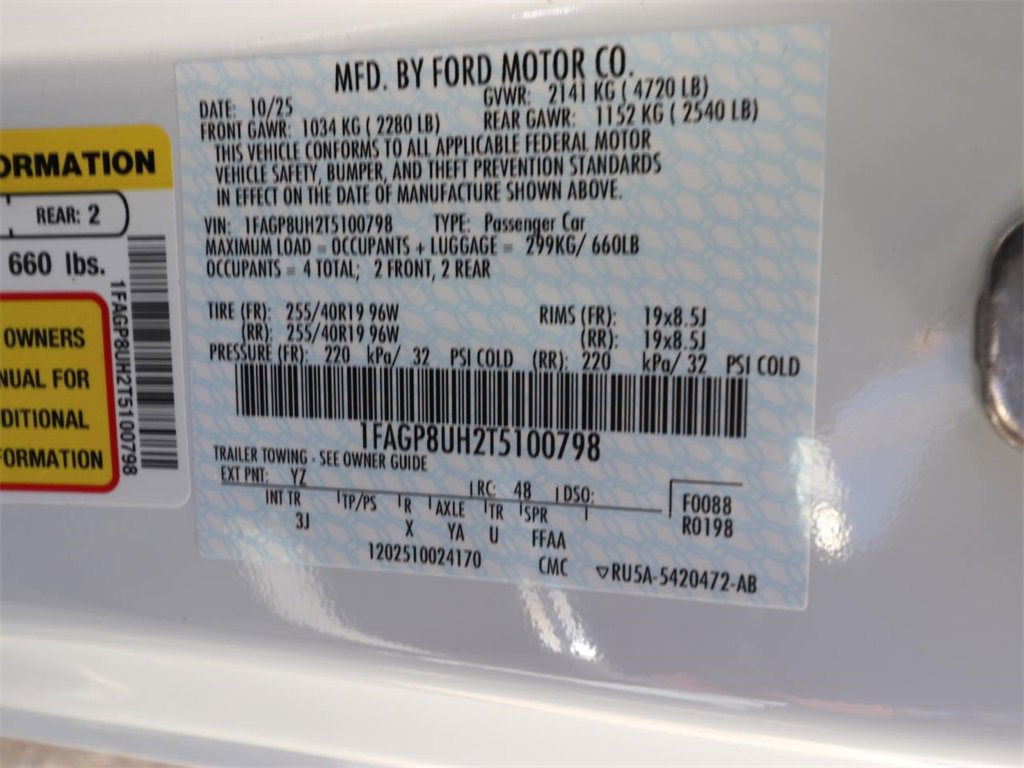 MFD. BY FORD MOTOR CO.
DATE: 10/25 GVWR: 2141 KG ( 4720 LB)
FRONT GAWR: 1034 KG ( 2280 LB) REAR GAWR: 1152 KG ( 2540 LB)
THIS VEHICLE CONFORMS TO ALL APPLICABLE FEDERAL MOTOR
VEHICLE SAFETY, BUMPER, AND THEFT PREVENTION STANDARDS
IN EFFECT ON THE DATE OF MANUFACTURE SHOWN ABOVE.
VIN: 1FAGP8UH2T5100798 TYPE: Passenger Car
MAXIMUM LOAD = OCCUPANTS + LUGGAGE = 299KG/ 660LB
OCCUPANTS = 4 TOTAL; 2 FRONT, 2 REAR
TIRE (FR): 255/40R19 96W RIMS (FR): 19x8.5J
(RR): 255/40R19 96W (RR): 19x8.5J
PRESSURE (FR): 220 kPa/ 32 PSI COLD (RR): 220 kPa/ 32 PSI COLD
1FAGP8UH2T5100798
TRAILER TOWING - SEE OWNER GUIDE
EXT PNT: YZ RC: 48 DSO: F0088
INT TR TP/PS R AXLE TR SPR R0198
3J X YA U FFAA
1202510024170 CMC RU5A-5420472-AB
ORMATION
REAR: 2
660 lbs.
OWNERS
NUAL FOR
DITIONAL
FORMATION
1FAGP8UH2T5100798